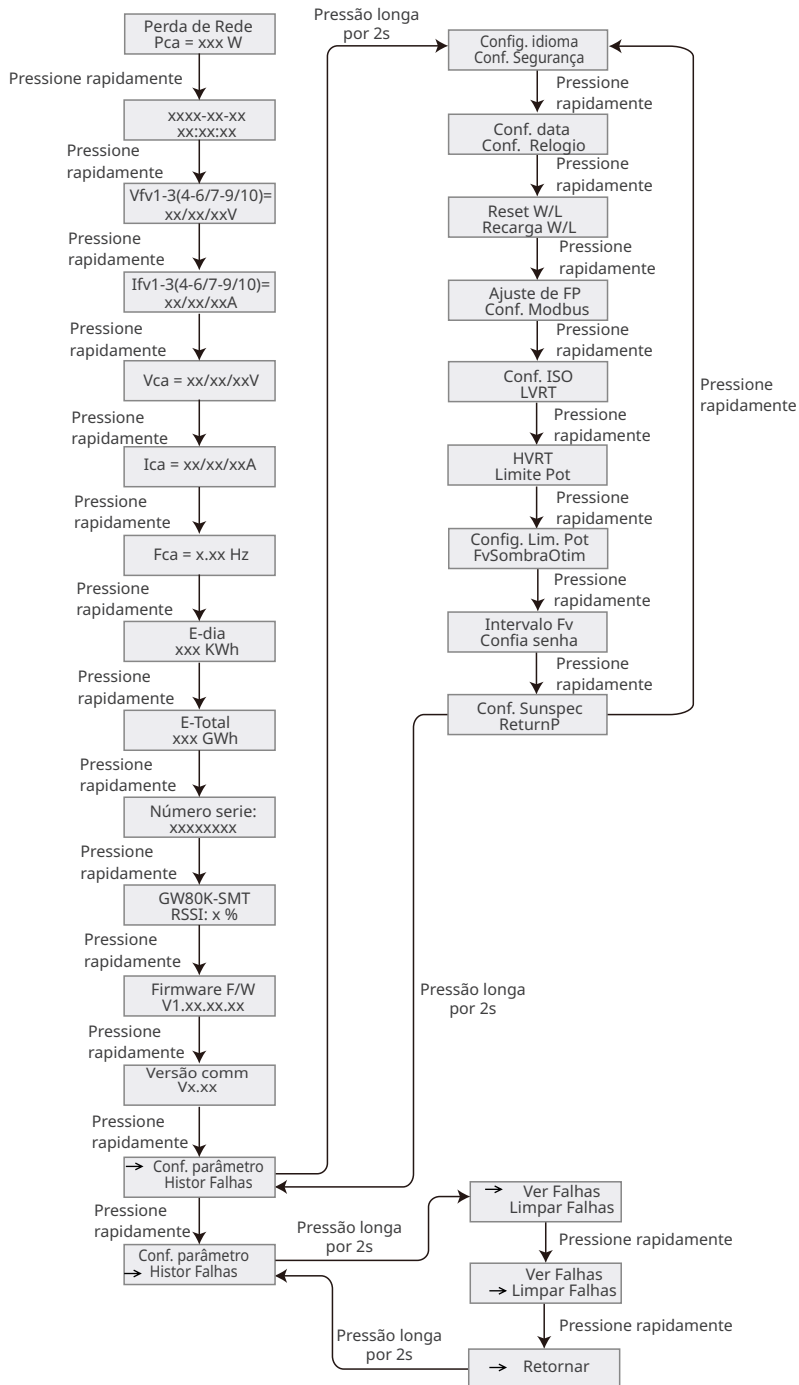 Perda de Rede
Pca = xxx W
Pressione rapidamente
xxxx-xx-xx
xx:xx:xx
Pressione
rapidamente
Vfv1-3(4-6/7-9/10)=
xx/xx/xxV
Pressione
rapidamente
Ifv1-3(4-6/7-9/10)=
xx/xx/xxA
Pressione
rapidamente
Vca = xx/xx/xxV
Pressione
rapidamente
Ica = xx/xx/xxA
Pressione
rapidamente
Fca = x.xx Hz
Pressione
rapidamente
E-dia
xxx KWh
Pressione
rapidamente
E-Total
xxx GWh
Pressione
rapidamente
Número serie:
xxxxxxxx
Pressione
rapidamente
GW80K-SMT
RSSI: x %
Pressione
rapidamente
Firmware F/W
V1.xx.xx.xx
Pressione
rapidamente
Versão comm
Vx.xx
Pressione
rapidamente
→ Conf. parâmetro
Histor Falhas
Pressione
rapidamente
Conf. parâmetro
→ Histor Falhas
Pressão longa
por 2s
Config. idioma
Conf. Segurança
Pressione
rapidamente
Conf. data
Conf. Relogio
Pressione
rapidamente
Reset W/L
Recarga W/L
Pressione
rapidamente
Ajuste de FP
Conf. Modbus
Pressione
rapidamente
Conf. ISO
LVRT
Pressione
rapidamente
HVRT
Limite Pot
Pressione
rapidamente
Config. Lim. Pot
FvSombraOtim
Pressione
rapidamente
Intervalo Fv
Confia senha
Pressione
rapidamente
Conf. Sunspec
ReturnP
Pressione
rapidamente
Pressão longa
por 2s
Pressão longa
por 2s
→ Ver Falhas
Limpar Falhas
Pressione rapidamente
Ver Falhas
→ Limpar Falhas
Pressione rapidamente
→ Retornar
Pressão longa
por 2s